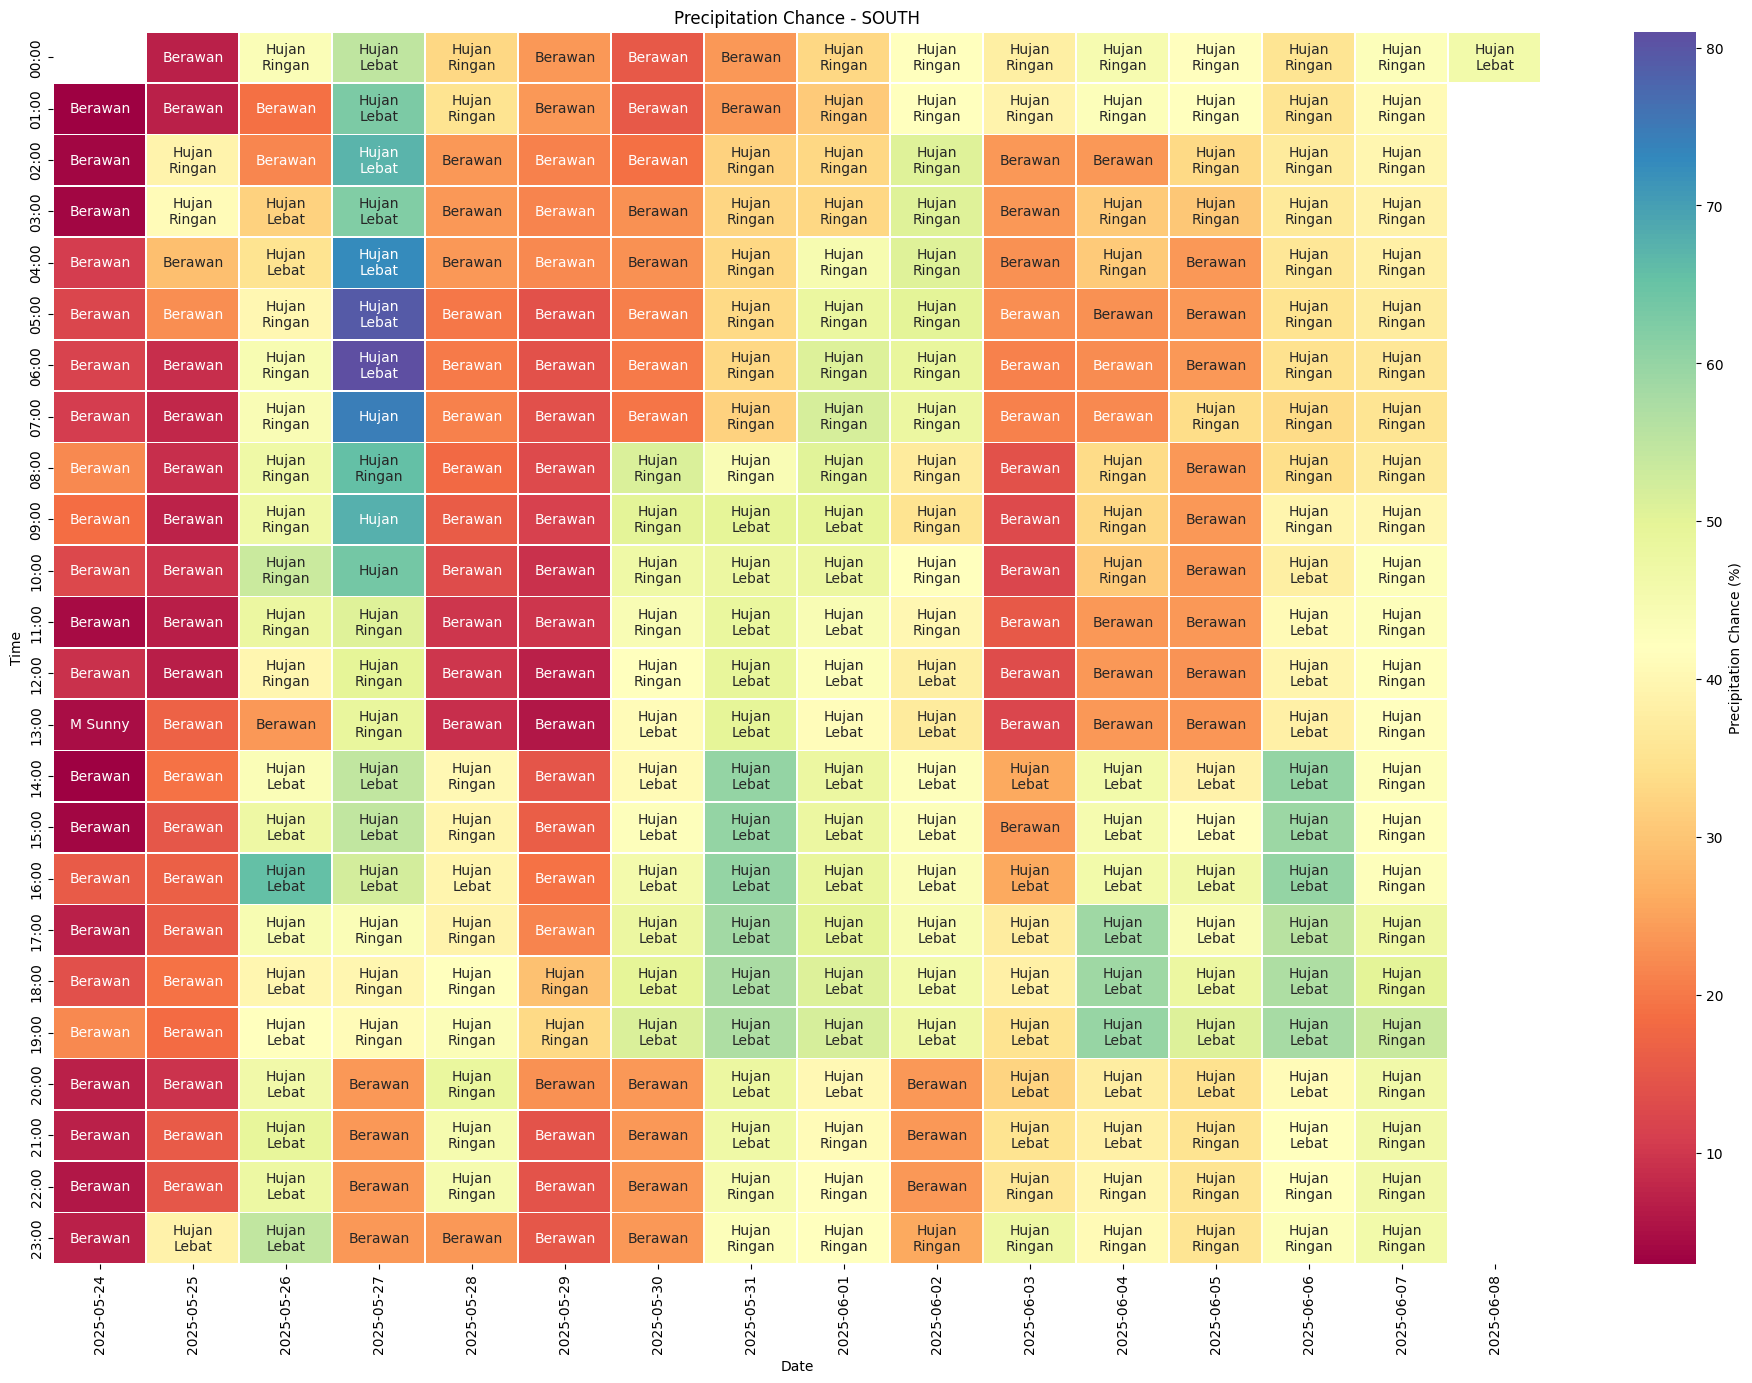 Precipitation Chance - SOUTH
00:00 Berawan Hujan Ringan Hujan Lebat Hujan Ringan Berawan Berawan Berawan Hujan Ringan Hujan Ringan Hujan Ringan Hujan Ringan Hujan Ringan Hujan Ringan Hujan Ringan Hujan Lebat
01:00 Berawan Berawan Berawan Hujan Lebat Hujan Ringan Berawan Berawan Berawan Hujan Ringan Hujan Ringan Hujan Ringan Hujan Ringan Hujan Ringan Hujan Ringan Hujan Ringan
02:00 Berawan Hujan Ringan Berawan Hujan Lebat Berawan Berawan Berawan Hujan Ringan Hujan Ringan Hujan Ringan Berawan Berawan Hujan Ringan Hujan Ringan Hujan Ringan
03:00 Berawan Hujan Ringan Hujan Lebat Hujan Lebat Berawan Berawan Berawan Hujan Ringan Hujan Ringan Hujan Ringan Berawan Hujan Ringan Hujan Ringan Hujan Ringan Hujan Ringan
04:00 Berawan Berawan Hujan Lebat Hujan Lebat Berawan Berawan Berawan Hujan Ringan Hujan Ringan Hujan Ringan Berawan Hujan Ringan Berawan Hujan Ringan Hujan Ringan
05:00 Berawan Berawan Hujan Ringan Hujan Lebat Berawan Berawan Berawan Hujan Ringan Hujan Ringan Hujan Ringan Berawan Berawan Berawan Hujan Ringan Hujan Ringan
06:00 Berawan Berawan Hujan Ringan Hujan Lebat Berawan Berawan Berawan Hujan Ringan Hujan Ringan Hujan Ringan Berawan Berawan Berawan Hujan Ringan Hujan Ringan
07:00 Berawan Berawan Hujan Ringan Hujan Berawan Berawan Berawan Hujan Ringan Hujan Ringan Hujan Ringan Berawan Berawan Hujan Ringan Hujan Ringan Hujan Ringan
08:00 Berawan Berawan Hujan Ringan Hujan Ringan Berawan Berawan Hujan Ringan Hujan Ringan Hujan Ringan Hujan Ringan Berawan Hujan Ringan Berawan Hujan Ringan Hujan Ringan
09:00 Berawan Berawan Hujan Ringan Hujan Berawan Berawan Hujan Ringan Hujan Lebat Hujan Lebat Hujan Ringan Berawan Hujan Ringan Berawan Hujan Ringan Hujan Ringan
10:00 Berawan Berawan Hujan Ringan Hujan Berawan Berawan Hujan Ringan Hujan Lebat Hujan Lebat Hujan Ringan Berawan Hujan Ringan Berawan Hujan Lebat Hujan Ringan
11:00 Berawan Berawan Hujan Ringan Hujan Ringan Berawan Berawan Hujan Ringan Hujan Lebat Hujan Lebat Hujan Ringan Berawan Berawan Berawan Hujan Lebat Hujan Ringan
12:00 Berawan Berawan Hujan Ringan Hujan Ringan Berawan Berawan Hujan Ringan Hujan Lebat Hujan Lebat Hujan Lebat Berawan Berawan Berawan Hujan Lebat Hujan Ringan
13:00 M Sunny Berawan Berawan Hujan Ringan Berawan Berawan Hujan Lebat Hujan Lebat Hujan Lebat Hujan Lebat Berawan Berawan Berawan Hujan Lebat Hujan Ringan
14:00 Berawan Berawan Hujan Lebat Hujan Lebat Hujan Ringan Berawan Hujan Lebat Hujan Lebat Hujan Lebat Hujan Lebat Hujan Lebat Hujan Lebat Hujan Lebat Hujan Lebat Hujan Ringan
15:00 Berawan Berawan Hujan Lebat Hujan Lebat Hujan Ringan Berawan Hujan Lebat Hujan Lebat Hujan Lebat Hujan Lebat Berawan Hujan Lebat Hujan Lebat Hujan Lebat Hujan Ringan
16:00 Berawan Berawan Hujan Lebat Hujan Lebat Hujan Lebat Berawan Hujan Lebat Hujan Lebat Hujan Lebat Hujan Lebat Hujan Lebat Hujan Lebat Hujan Lebat Hujan Lebat Hujan Ringan
17:00 Berawan Berawan Hujan Lebat Hujan Ringan Hujan Ringan Berawan Hujan Lebat Hujan Lebat Hujan Lebat Hujan Lebat Hujan Lebat Hujan Lebat Hujan Lebat Hujan Lebat Hujan Ringan
18:00 Berawan Berawan Hujan Lebat Hujan Ringan Hujan Ringan Hujan Ringan Hujan Lebat Hujan Lebat Hujan Lebat Hujan Lebat Hujan Lebat Hujan Lebat Hujan Lebat Hujan Lebat Hujan Ringan
19:00 Berawan Berawan Hujan Lebat Hujan Ringan Hujan Ringan Hujan Ringan Hujan Lebat Hujan Lebat Hujan Lebat Hujan Lebat Hujan Lebat Hujan Lebat Hujan Lebat Hujan Lebat Hujan Ringan
20:00 Berawan Berawan Hujan Lebat Berawan Hujan Ringan Berawan Berawan Hujan Lebat Hujan Lebat Berawan Hujan Lebat Hujan Lebat Hujan Lebat Hujan Lebat Hujan Ringan
21:00 Berawan Berawan Hujan Lebat Berawan Hujan Ringan Berawan Berawan Hujan Lebat Hujan Ringan Berawan Hujan Lebat Hujan Lebat Hujan Ringan Hujan Lebat Hujan Ringan
22:00 Berawan Berawan Hujan Lebat Berawan Hujan Ringan Berawan Berawan Hujan Ringan Hujan Ringan Berawan Hujan Ringan Hujan Ringan Hujan Ringan Hujan Ringan Hujan Ringan
23:00 Berawan Hujan Lebat Hujan Lebat Berawan Berawan Berawan Berawan Hujan Ringan Hujan Ringan Hujan Ringan Hujan Ringan Hujan Ringan Hujan Ringan Hujan Ringan Hujan Ringan
Time
2025-05-24 2025-05-25 2025-05-26 2025-05-27 2025-05-28 2025-05-29 2025-05-30 2025-05-31 2025-06-01 2025-06-02 2025-06-03 2025-06-04 2025-06-05 2025-06-06 2025-06-07 2025-06-08
Date
80
70
60
50
40
30
20
10
Precipitation Chance (%)